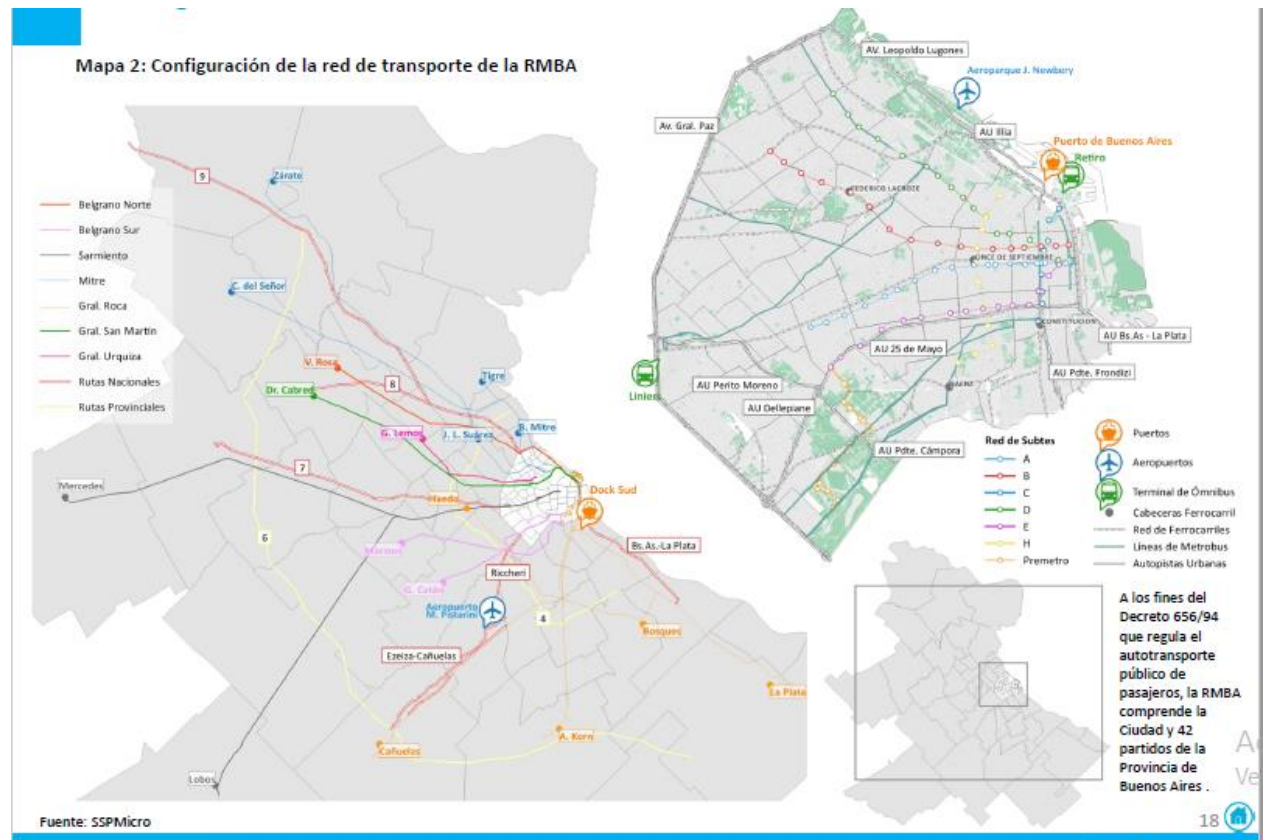 Mapa 2: Configuración de la red de transporte de la RMBA
Belgrano Norte
Belgrano Sur
Sarmiento
Mitre
Gral. Roca
Gral. San Martín
Gral. Urquiza
Rutas Nacionales
Rutas Provinciales
9
Zárate
C. del Señor
V. Rosa
Dr. Cabred
8
Tigre
G. Lemos
J. L. Suárez
B. Mitre
7
Mercedes
Haedo
Dock Sud
6
Bs.As.-La Plata
Riccheri
G. Catán
Aeropuerto
M. Pistarini
4
Bosques
Ezeiza-Cañuelas
La Plata
A. Korn
Cañuelas
Lobos
AV. Leopoldo Lugones
Aeroparque J. Newbery
Av. Gral. Paz
AU Illia
Puerto de Buenos Aires
Retiro
FEDERICO LACROZE
ONCE DE SEPTIEMBRE
CONSTITUCION
AU Bs.As - La Plata
AU 25 de Mayo
AU Pdte. Frondizi
Liniers
AU Perito Moreno
SAENZ
AU Dellepiane
AU Pdte. Cámpora
Red de Subtes
A
B
C
D
E
H
Premetro
Puertos
Aeropuertos
Terminal de Ómnibus
Cabeceras Ferrocarril
Red de Ferrocarriles
Líneas de Metrobus
Autopistas Urbanas
A los fines del
Decreto 656/94
que regula el
autotransporte
público de
pasajeros, la RMBA
comprende la
Ciudad y 42
partidos de la
Provincia de
Buenos Aires .
Fuente: SSPMicro
18